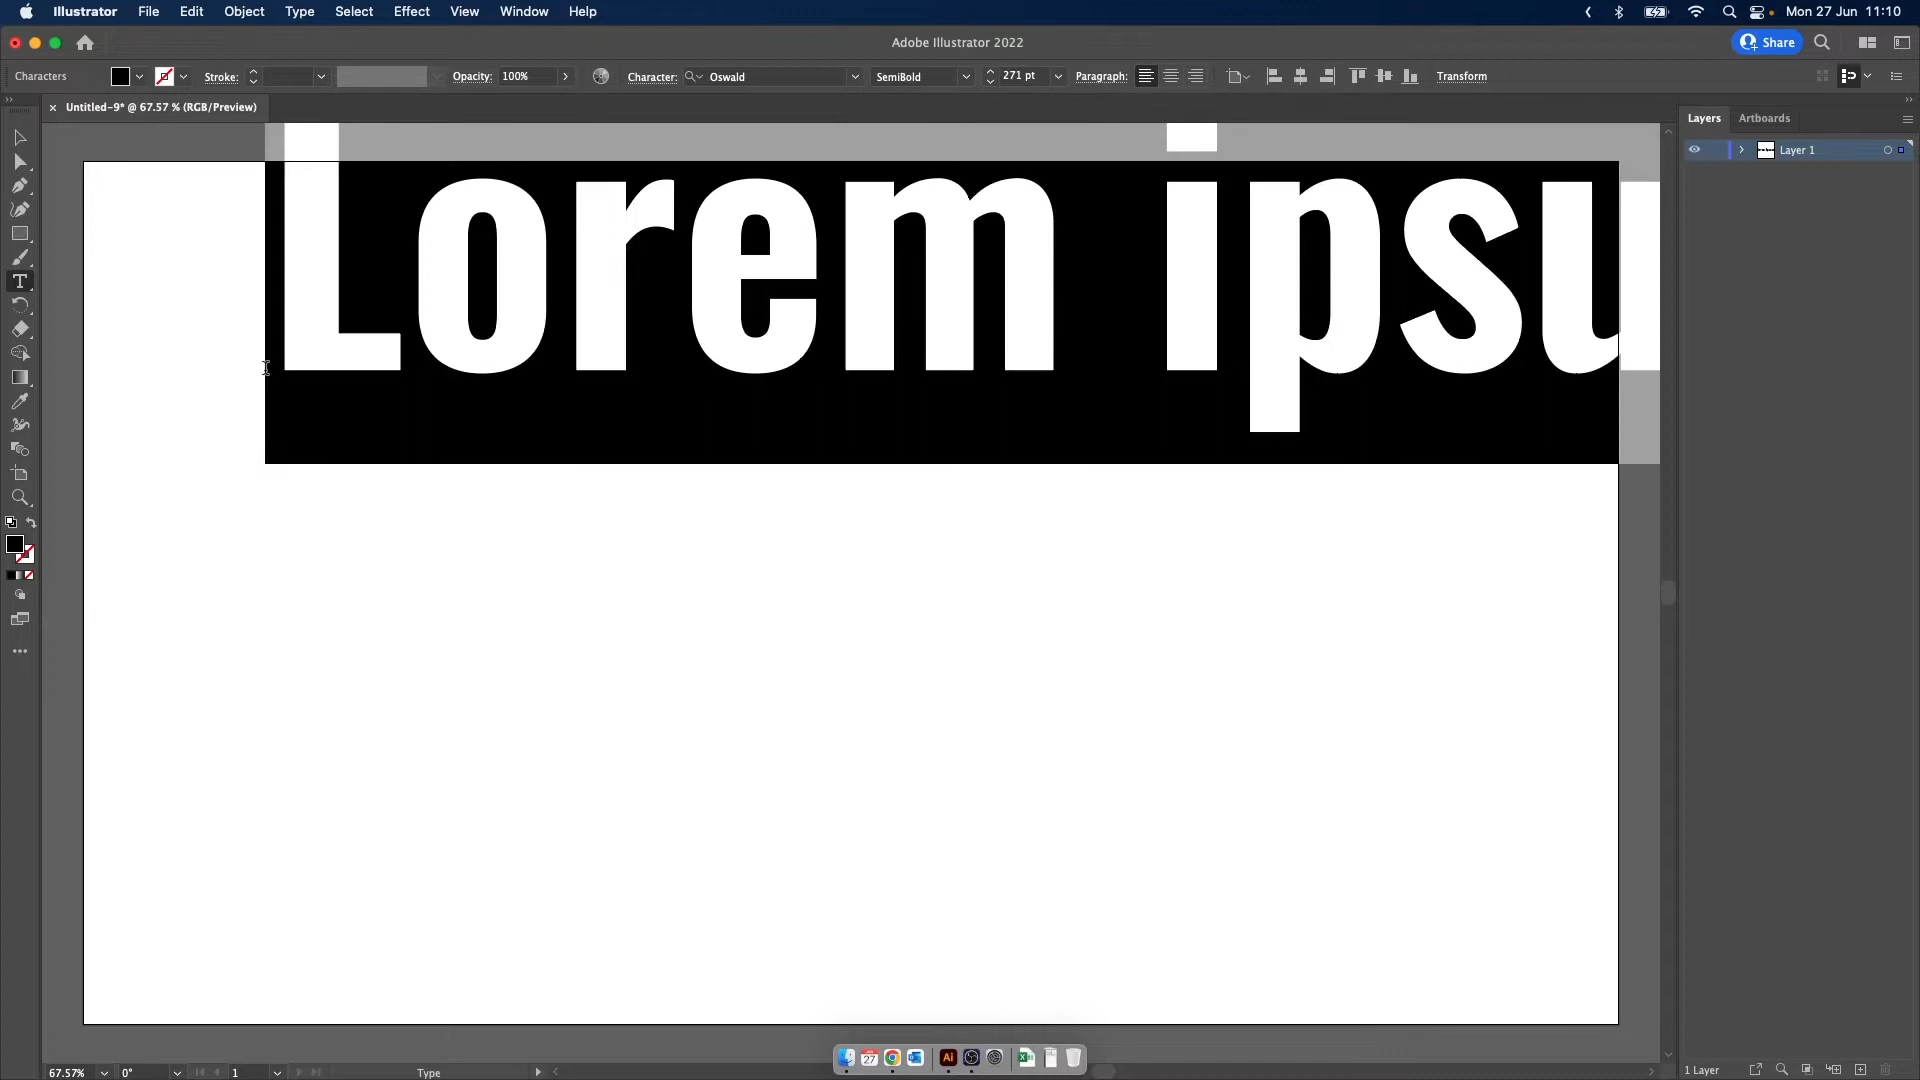 Illustrator File Edit Object Type Select Effect View Window Help Mon 27 Jun 11:10
Adobe Illustrator 2022 Share
Characters Stroke: Opacity: 100% Character: Oswald SemiBold 271 pt Paragraph: Transform
Untitled-9* @ 67.57 % (RGB/Preview)
Layers Artboards
Layer 1
Lorem ipsu
27 Ai
67.57% 0° 1 Type 1 Layer